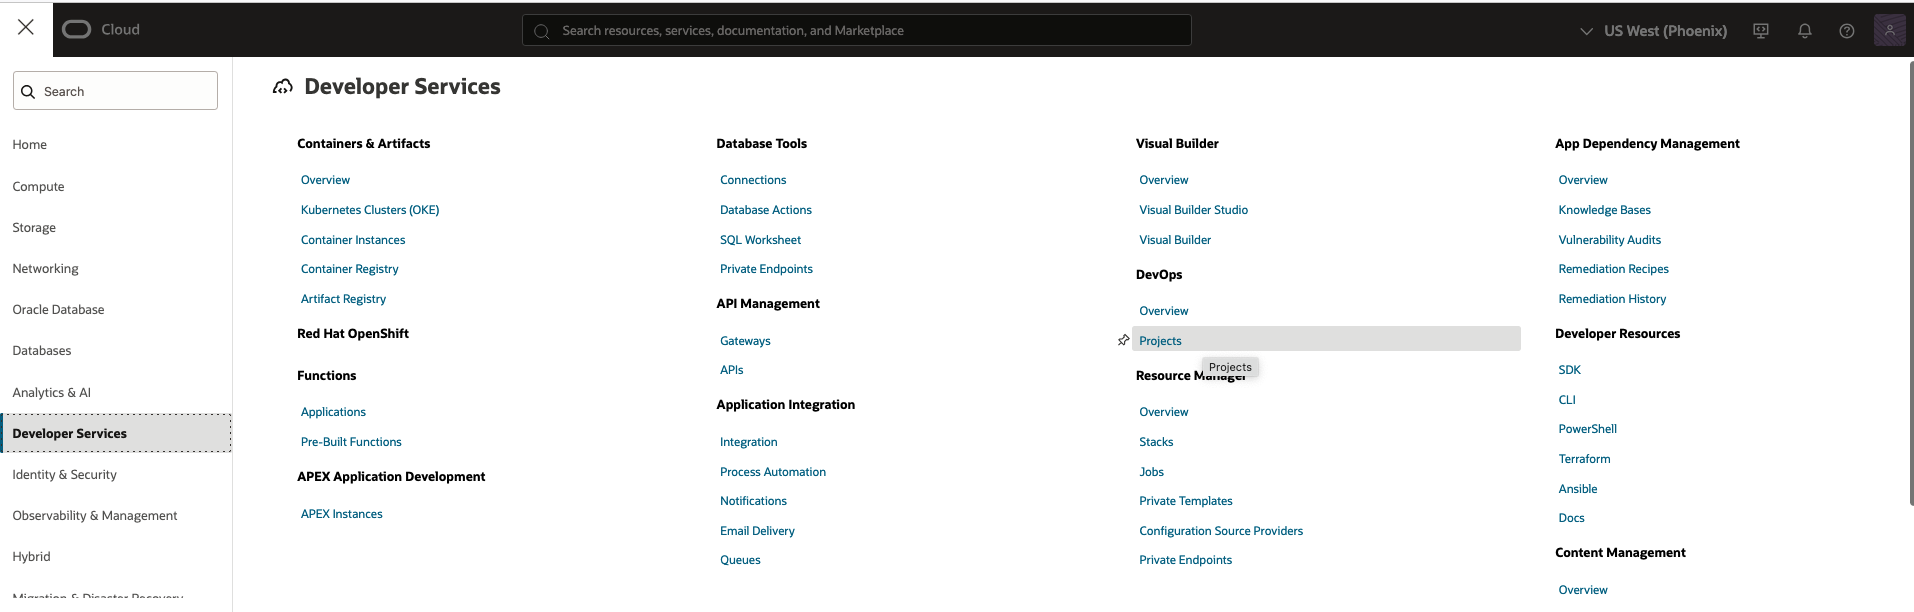 Cloud
Search resources, services, documentation, and Marketplace
US West (Phoenix)
Search
Home
Compute
Storage
Networking
Oracle Database
Databases
Analytics & AI
Developer Services
Identity & Security
Observability & Management
Hybrid
Migration & Disaster Recovery
Developer Services
Containers & Artifacts
Overview
Kubernetes Clusters (OKE)
Container Instances
Container Registry
Artifact Registry
Red Hat OpenShift
Functions
Applications
Pre-Built Functions
APEX Application Development
APEX Instances
Database Tools
Connections
Database Actions
SQL Worksheet
Private Endpoints
API Management
Gateways
APIs
Application Integration
Integration
Process Automation
Notifications
Email Delivery
Queues
Visual Builder
Overview
Visual Builder Studio
Visual Builder
DevOps
Overview
Projects
Projects
Resource Manager
Overview
Stacks
Jobs
Private Templates
Configuration Source Providers
Private Endpoints
App Dependency Management
Overview
Knowledge Bases
Vulnerability Audits
Remediation Recipes
Remediation History
Developer Resources
SDK
CLI
PowerShell
Terraform
Ansible
Docs
Content Management
Overview